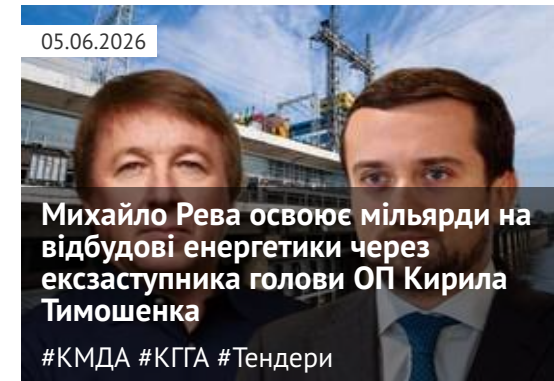 05.06.2026
Михайло Рева освоює мільярди на
відбудові енергетики через
ексзаступника голови ОП Кирила
Тимошенка
#КМДА #КГГА #Тендери